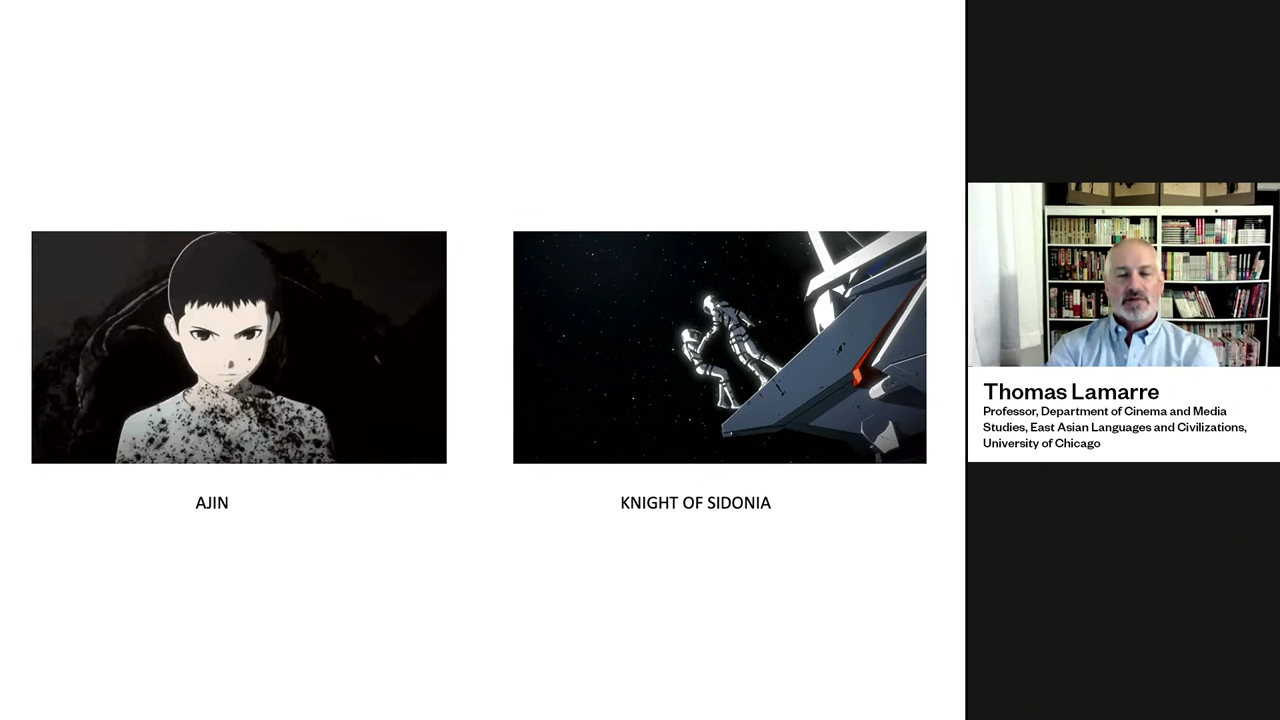 AJIN
KNIGHT OF SIDONIA
Thomas Lamarre
Professor, Department of Cinema and Media
Studies, East Asian Languages and Civilizations,
University of Chicago